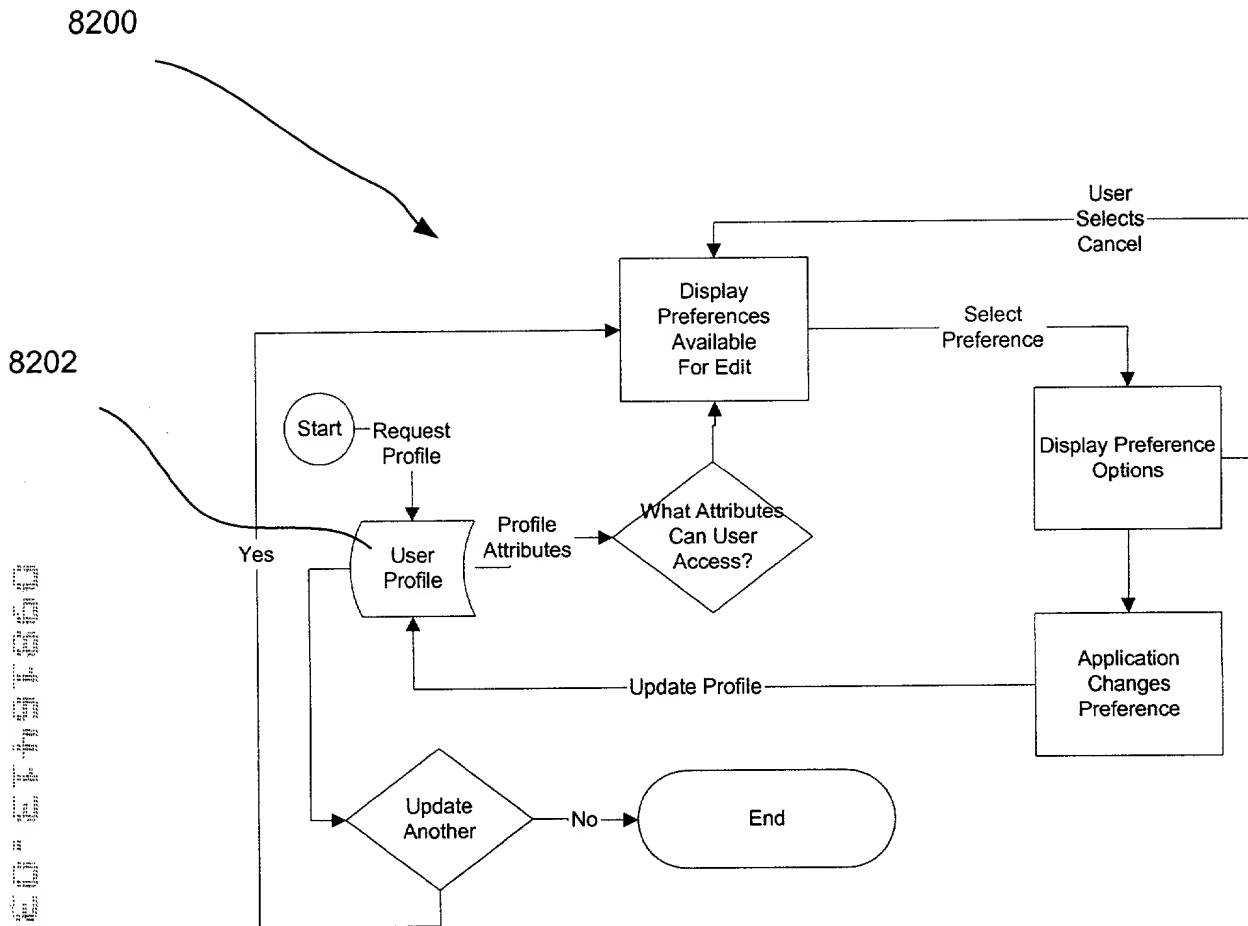 8200
User
Selects
Cancel
Display
Preferences
Available
For Edit
Select
Preference
8202
Start
Request
Profile
Display Preference
Options
What Attributes
Can User
Access?
Profile
Attributes
User
Profile
Yes
Application
Changes
Preference
Update Profile
Update
Another
No
End